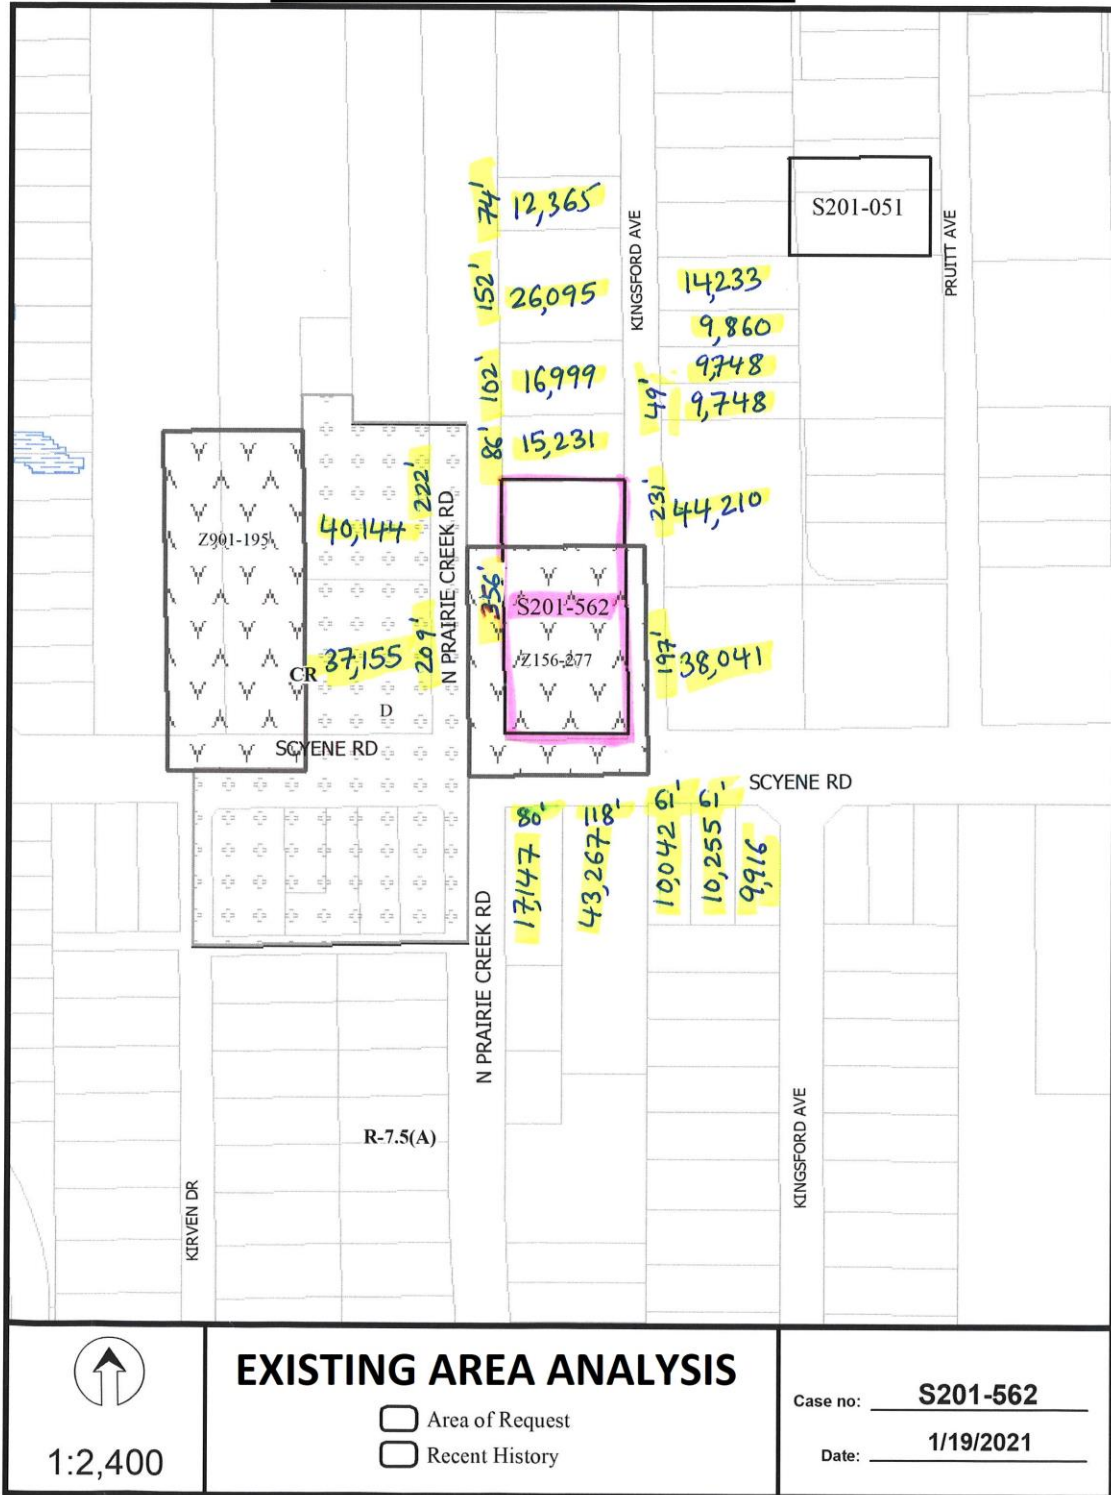 74'
12,365
152'
26,095
102'
16,999
86'
15,231
KINGSFORD AVE
S201-051
PRUITT AVE
14,233
9,860
9,748
9,748
49'
231'
44,210
197'
38,041
Z901-195
40,144
222'
CR
37,155
209'
D
N PRAIRIE CREEK RD
356'
S201-562
Z156-277
SCYENE RD
SCYENE RD
80'
17,147
118'
43,267
61'
10,042
61'
10,255
9,916
N PRAIRIE CREEK RD
KINGSFORD AVE
R-7.5(A)
KIRVEN DR
1:2,400
EXISTING AREA ANALYSIS
Area of Request
Recent History
Case no: S201-562
Date: 1/19/2021